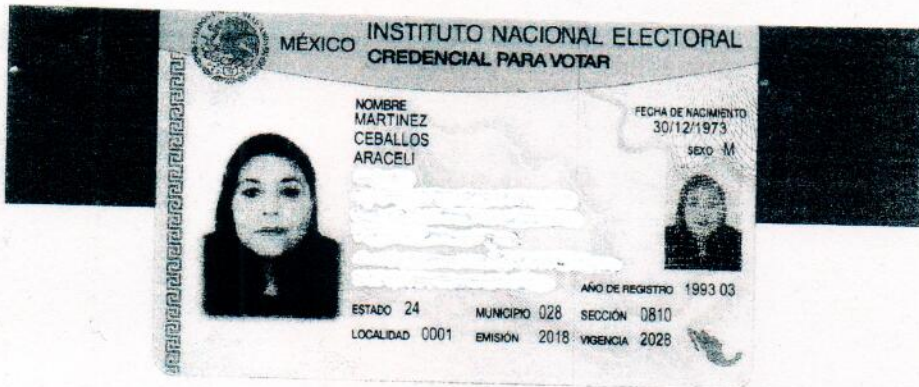 MÉXICO INSTITUTO NACIONAL ELECTORAL
CREDENCIAL PARA VOTAR
NOMBRE
MARTINEZ
CEBALLOS
ARACELI
FECHA DE NACIMIENTO
30/12/1973
SEXO M
AÑO DE REGISTRO 1993 03
ESTADO 24 MUNICIPIO 028 SECCIÓN 0810
LOCALIDAD 0001 EMISIÓN 2018 VIGENCIA 2028